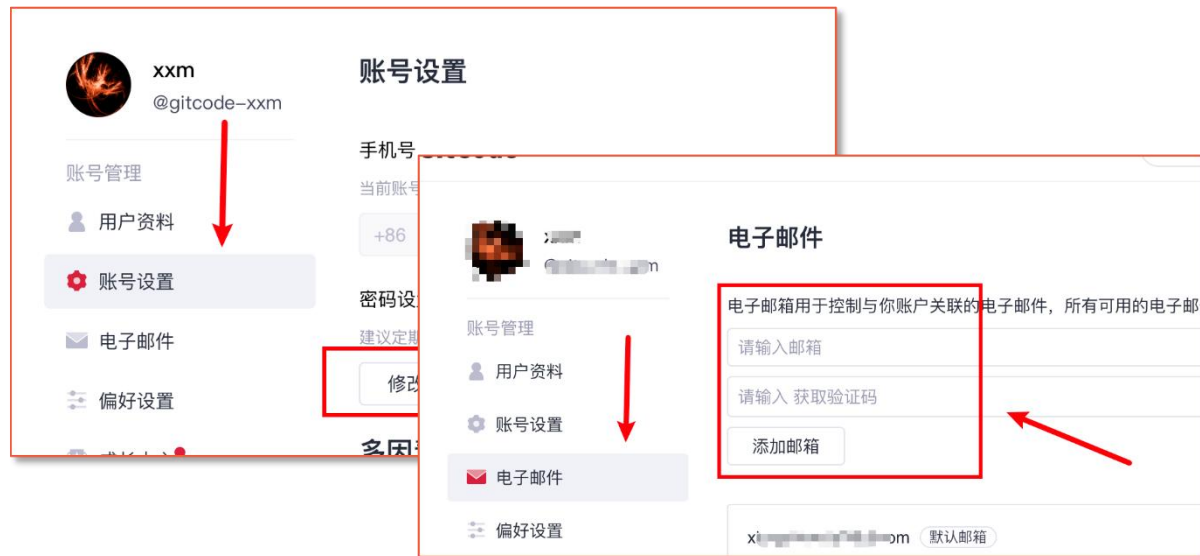 xxm
@gitcode-xxm
账号管理
用户资料
账号设置
电子邮件
偏好设置
账号设置
手机号
当前账号
+86
密码设
建议定期
修改
多因
账号管理
用户资料
账号设置
电子邮件
偏好设置
电子邮件
电子邮箱用于控制与你账户关联的电子邮件，所有可用的电子邮
请输入邮箱
请输入 获取验证码
添加邮箱
默认邮箱